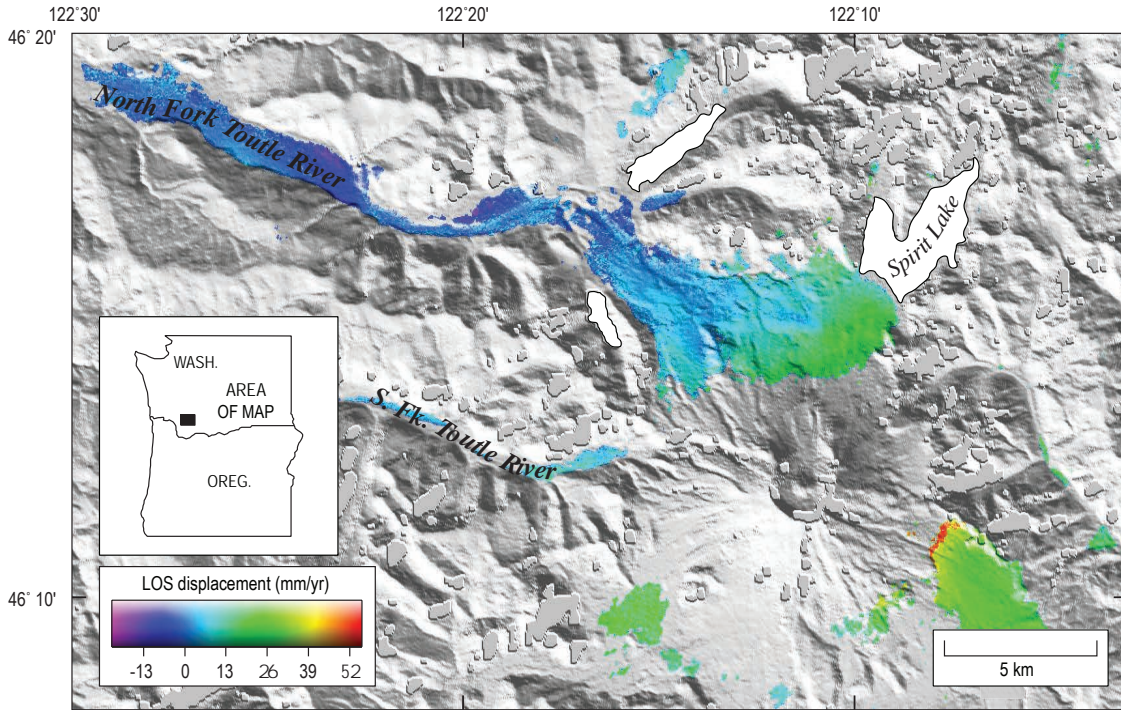 122° 30'
122° 20'
122° 10'
46° 20'
North Fork Toutle River
Spirit Lake
WASH.
AREA
OF MAP
OREG.
S. Fk. Toutle River
LOS displacement (mm/yr)
-13 0 13 26 39 52
46° 10'
5 km